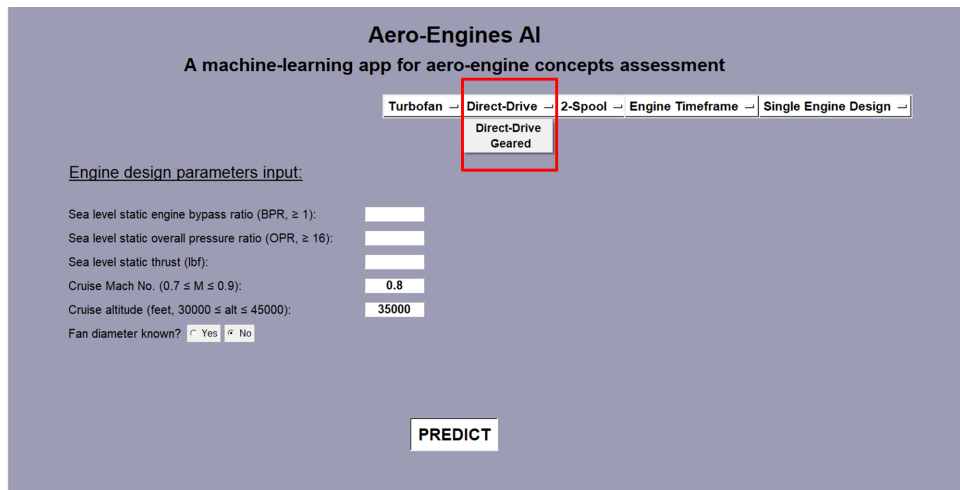 Aero-Engines AI
A machine-learning app for aero-engine concepts assessment
Turbofan Direct-Drive 2-Spool Engine Timeframe Single Engine Design
Direct-Drive
Geared
Engine design parameters input:
Sea level static engine bypass ratio (BPR, ≥ 1):
Sea level static overall pressure ratio (OPR, ≥ 16):
Sea level static thrust (lbf):
Cruise Mach No. (0.7 ≤ M ≤ 0.9): 0.8
Cruise altitude (feet, 30000 ≤ alt ≤ 45000): 35000
Fan diameter known? Yes No
PREDICT